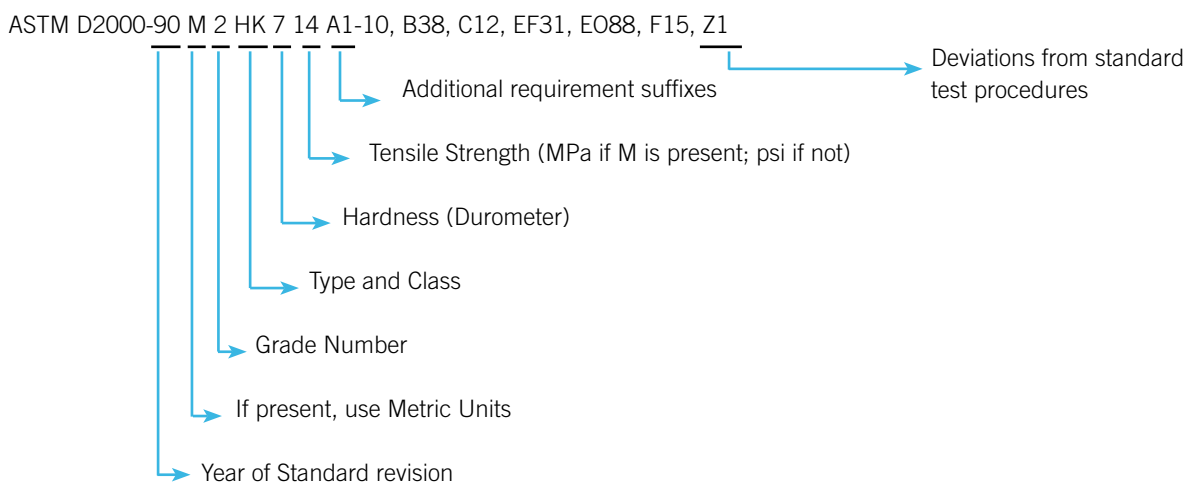 ASTM D2000-90 M 2 HK 7 14 A1-10, B38, C12, EF31, EO88, F15, Z1
Deviations from standard
test procedures
Additional requirement suffixes
Tensile Strength (MPa if M is present; psi if not)
Hardness (Durometer)
Type and Class
Grade Number
If present, use Metric Units
Year of Standard revision